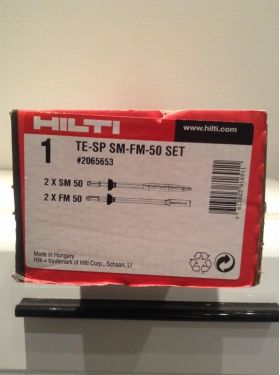 HILTI
www.hilti.com
1
TE-SP SM-FM-50 SET
#2065653
2 X SM 50
2 X FM 50
Made in Hungary
Hilti = trademark of Hilti Corp., Schaan, LI